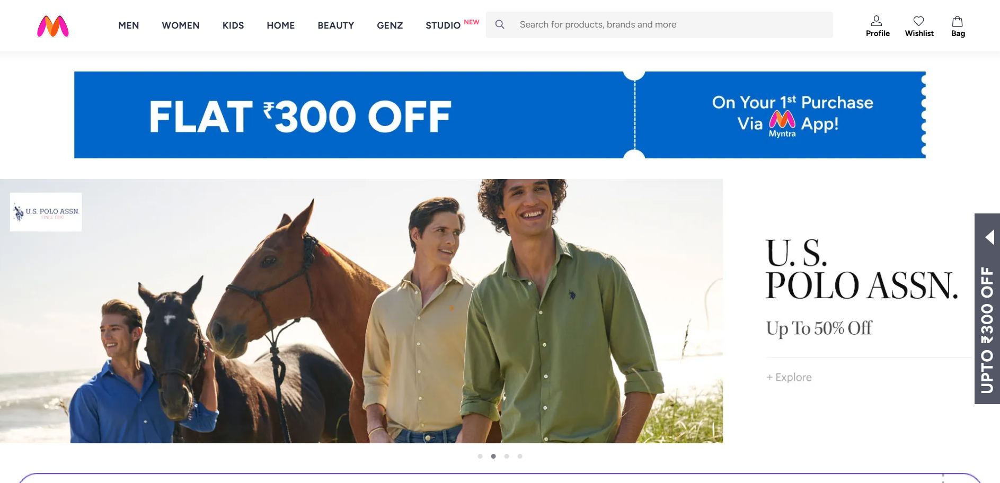 MEN WOMEN KIDS HOME BEAUTY GENZ STUDIO NEW Search for products, brands and more Profile Wishlist Bag
FLAT ₹300 OFF
On Your 1st Purchase
Via Myntra App!
U.S. POLO ASSN.
SINCE 1890
U. S.
POLO ASSN.
Up To 50% Off
+ Explore
UPTO ₹300 OFF